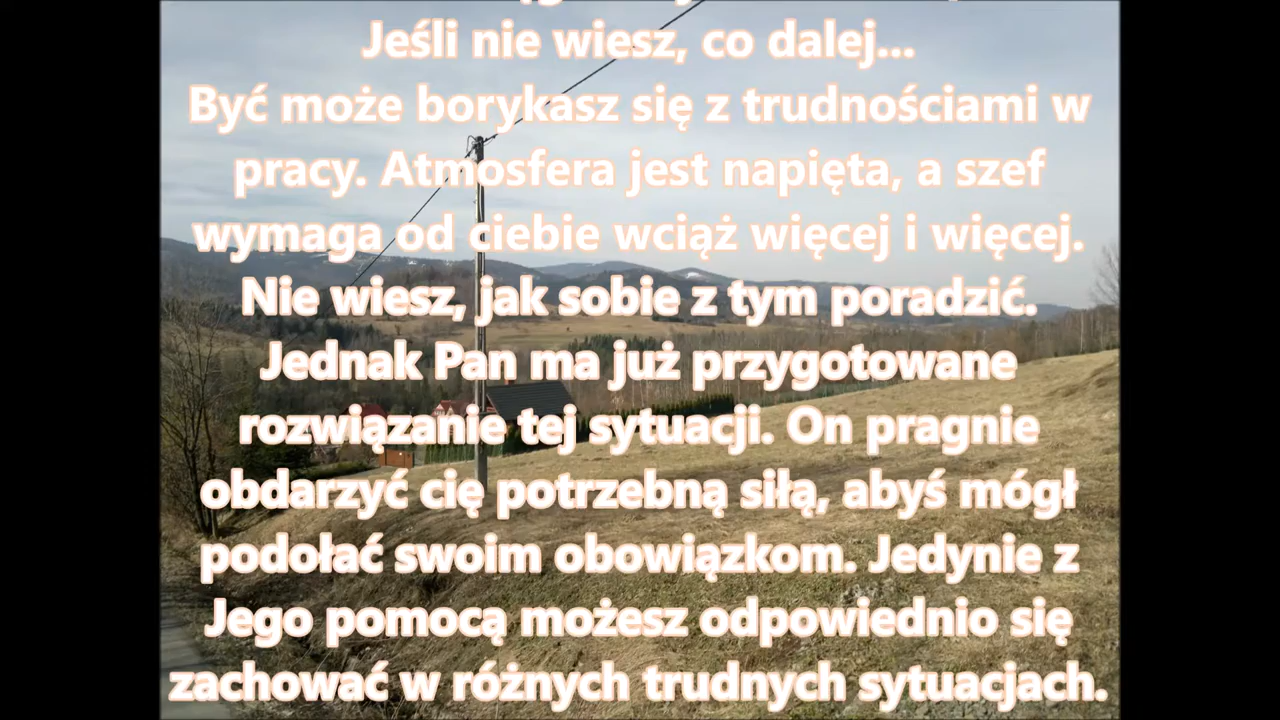 Jeśli nie wiesz, co dalej...
Być może borykasz się z trudnościami w
pracy. Atmosfera jest napięta, a szef
wymaga od ciebie wciąż więcej i więcej.
Nie wiesz, jak sobie z tym poradzić.
Jednak Pan ma już przygotowane
rozwiązanie tej sytuacji. On pragnie
obdarzyć cię potrzebną siłą, abyś mógł
podołać swoim obowiązkom. Jedynie z
Jego pomocą możesz odpowiednio się
zachować w różnych trudnych sytuacjach.